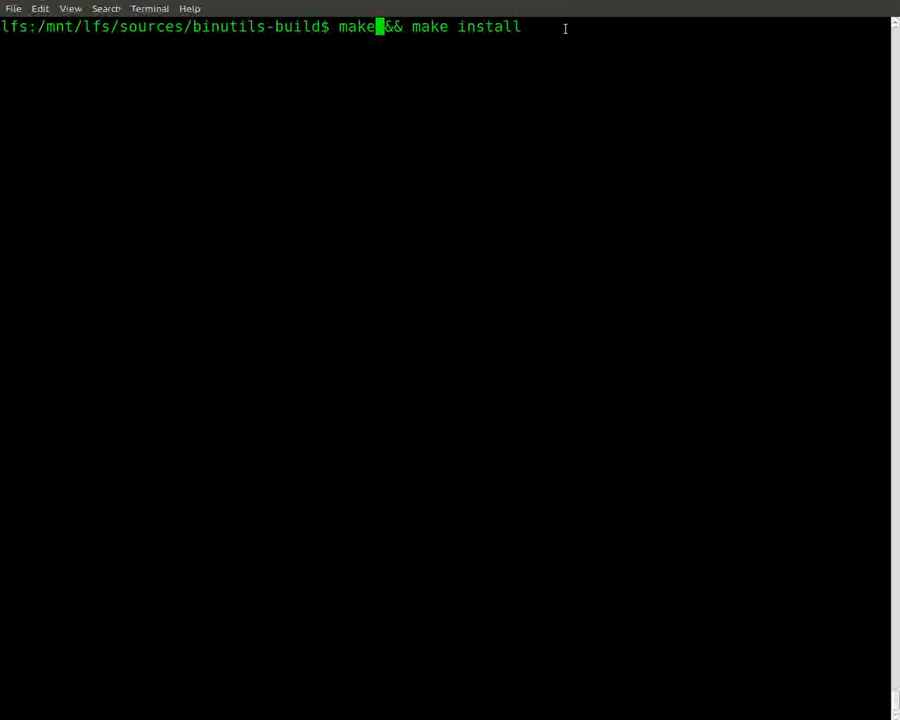 File Edit View Search Terminal Help
lfs:/mnt/lfs/sources/binutils-build$ make && make install